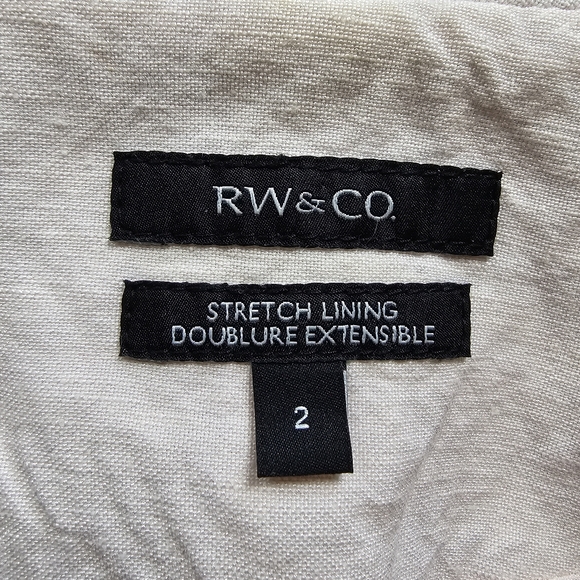 RW & CO.
STRETCH LINING
DOUBLURE EXTENSIBLE
2